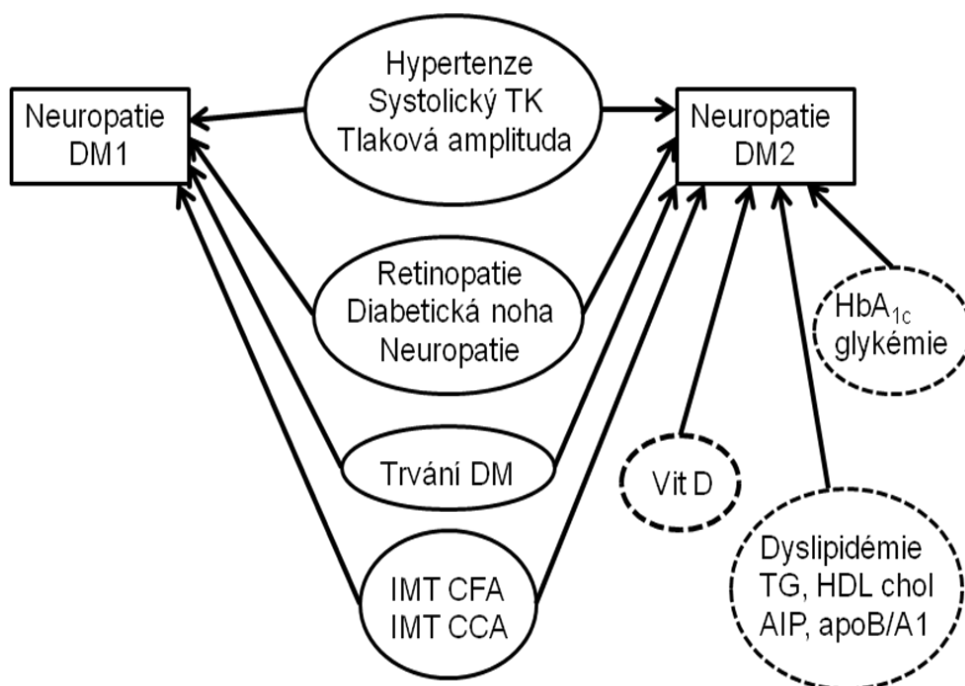 Hypertenze
Systolický TK
Tlaková amplituda
Neuropatie
DM1
Neuropatie
DM2
Retinopatie
Diabetická noha
Neuropatie
HbA1c
glykémie
Trvání DM
Vit D
IMT CFA
IMT CCA
Dyslipidémie
TG, HDL chol
AIP, apoB/A1